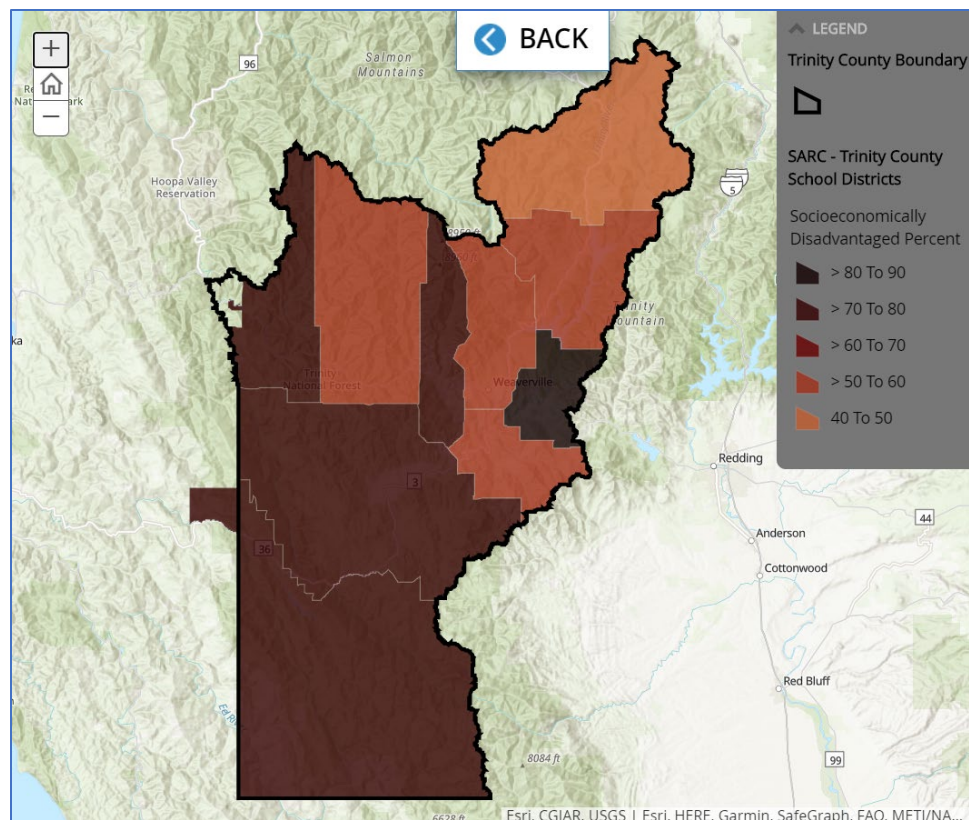 BACK
LEGEND
Trinity County Boundary
SARC - Trinity County
School Districts
Socioeconomically
Disadvantaged Percent
> 80 To 90
> 70 To 80
> 60 To 70
> 50 To 60
40 To 50
96
Salmon
Mountains
5
Hoopa Valley
Reservation
Trinity
National Forest
Weaverville
3
36
Redding
44
Anderson
Cottonwood
Red Bluff
8084 ft
99
6628 ft
Esri, CGIAR, USGS | Esri, HERE, Garmin, SafeGraph, FAO, METI/NA...